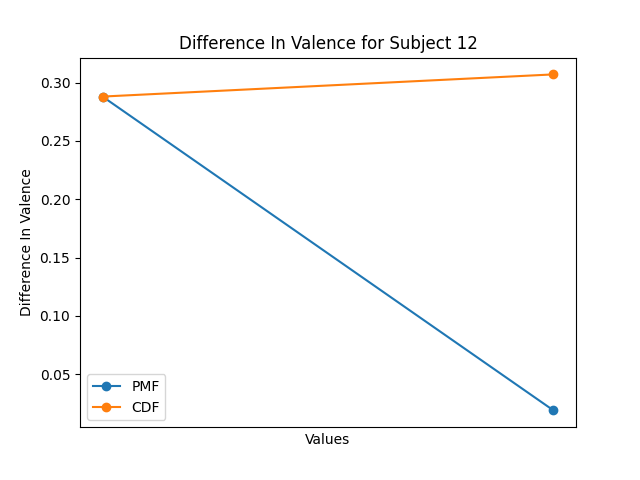 Difference In Valence for Subject 12
Difference In Valence
0.30
0.25
0.20
0.15
0.10
0.05
PMF
CDF
Values